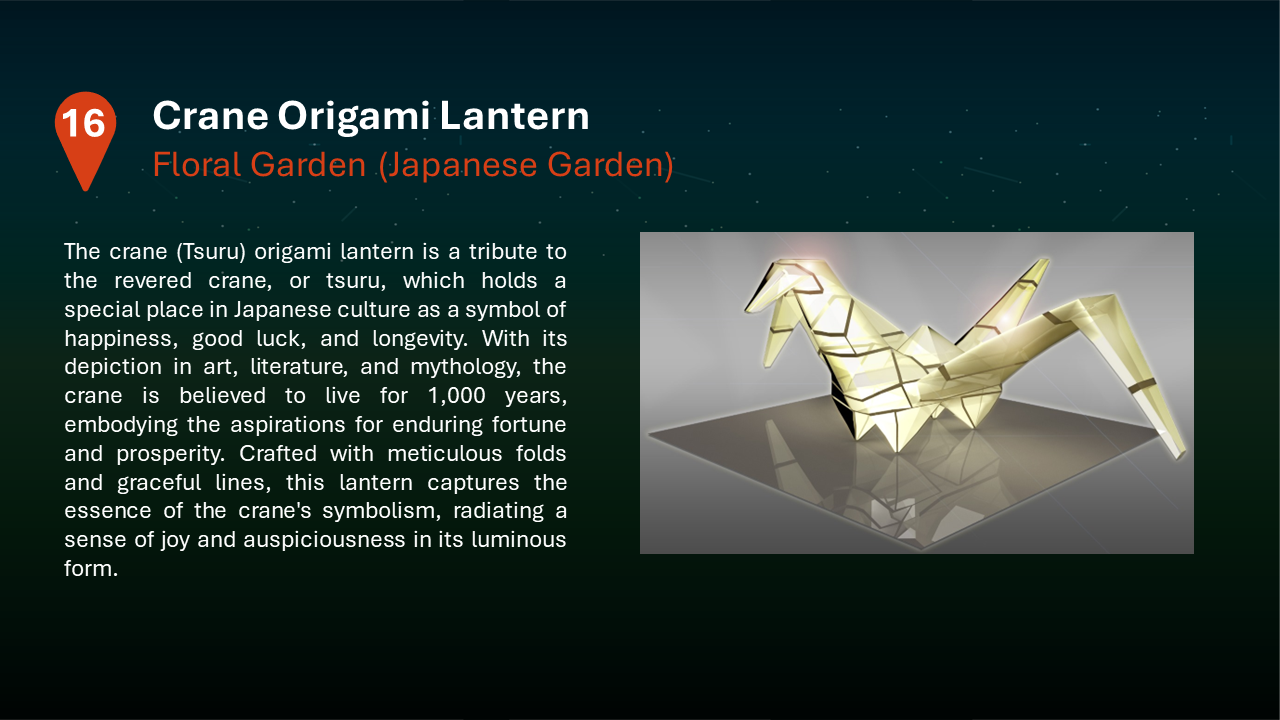 16
Crane Origami Lantern
Floral Garden (Japanese Garden)
The crane (Tsuru) origami lantern is a tribute to
the revered crane, or tsuru, which holds a
special place in Japanese culture as a symbol of
happiness, good luck, and longevity. With its
depiction in art, literature, and mythology, the
crane is believed to live for 1,000 years,
embodying the aspirations for enduring fortune
and prosperity. Crafted with meticulous folds
and graceful lines, this lantern captures the
essence of the crane's symbolism, radiating a
sense of joy and auspiciousness in its luminous
form.